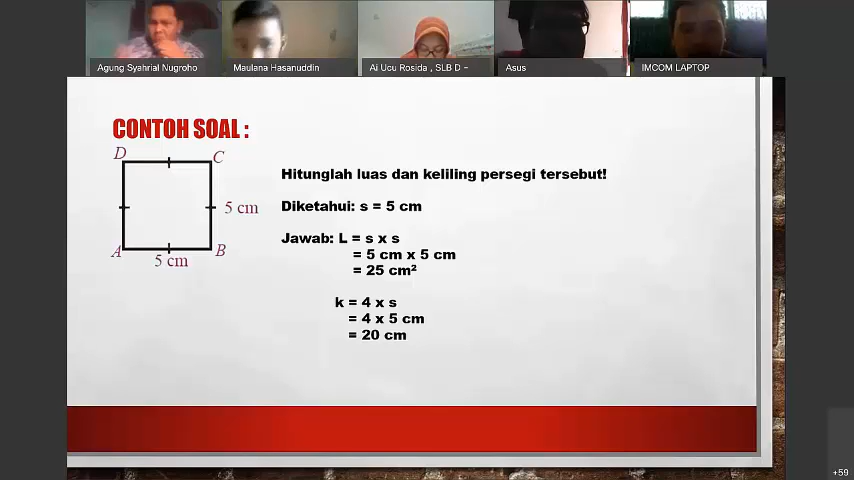 Agung Syahrial Nugroho
Maulana Hasanuddin
Ai Ucu Rosida , SLB D –
Asus
IMCOM LAPTOP
CONTOH SOAL :
D
C
5 cm
A
B
5 cm
Hitunglah luas dan keliling persegi tersebut!
Diketahui: s = 5 cm
Jawab: L = s x s
= 5 cm x 5 cm
= 25 cm²
k = 4 x s
= 4 x 5 cm
= 20 cm
+59